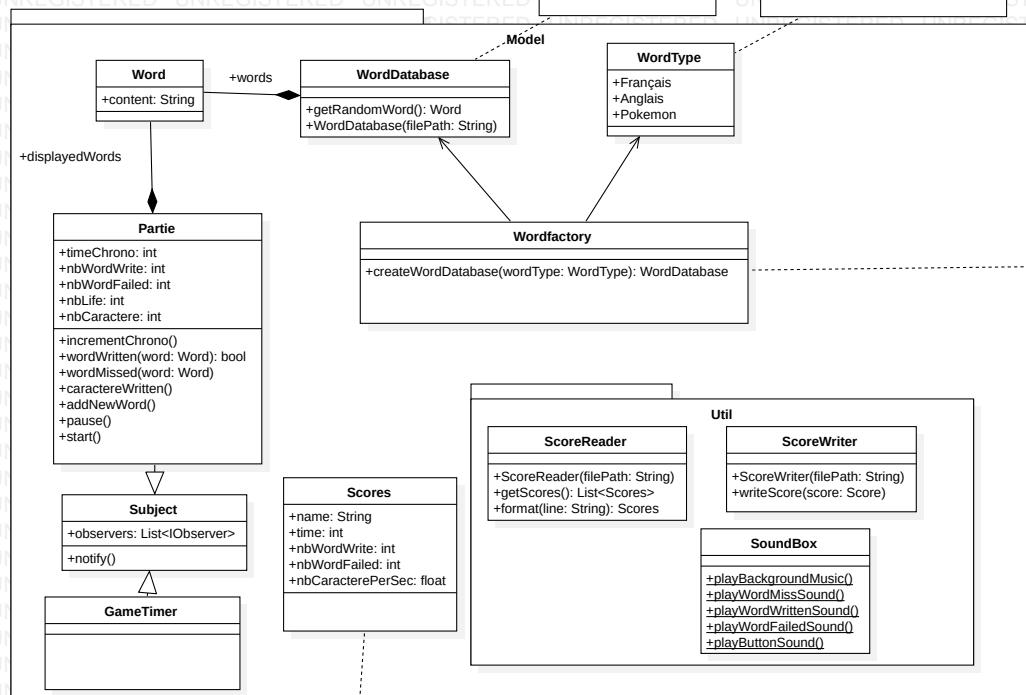 UNREGISTERED UNREGISTERED UNREGISTERED UNREGISTERED
Model
Word
+content: String
+words
WordDatabase
+getRandomWord(): Word
+WordDatabase(filePath: String)
WordType
+Français
+Anglais
+Pokemon
+displayedWords
Partie
+timeChrono: int
+nbWordWrite: int
+nbWordFailed: int
+nbLife: int
+nbCaractere: int
+incrementChrono()
+wordWritten(word: Word): bool
+wordMissed(word: Word)
+caractereWritten()
+addNewWord()
+pause()
+start()
Wordfactory
+createWordDatabase(wordType: WordType): WordDatabase
Subject
+observers: List<IObserver>
+notify()
GameTimer
Scores
+name: String
+time: int
+nbWordWrite: int
+nbWordFailed: int
+nbCaracterePerSec: float
Util
ScoreReader
+ScoreReader(filePath: String)
+getScores(): List<Scores>
+format(line: String): Scores
ScoreWriter
+ScoreWriter(filePath: String)
+writeScore(score: Score)
SoundBox
+playBackgroundMusic()
+playWordMissSound()
+playWordWrittenSound()
+playWordFailedSound()
+playButtonSound()